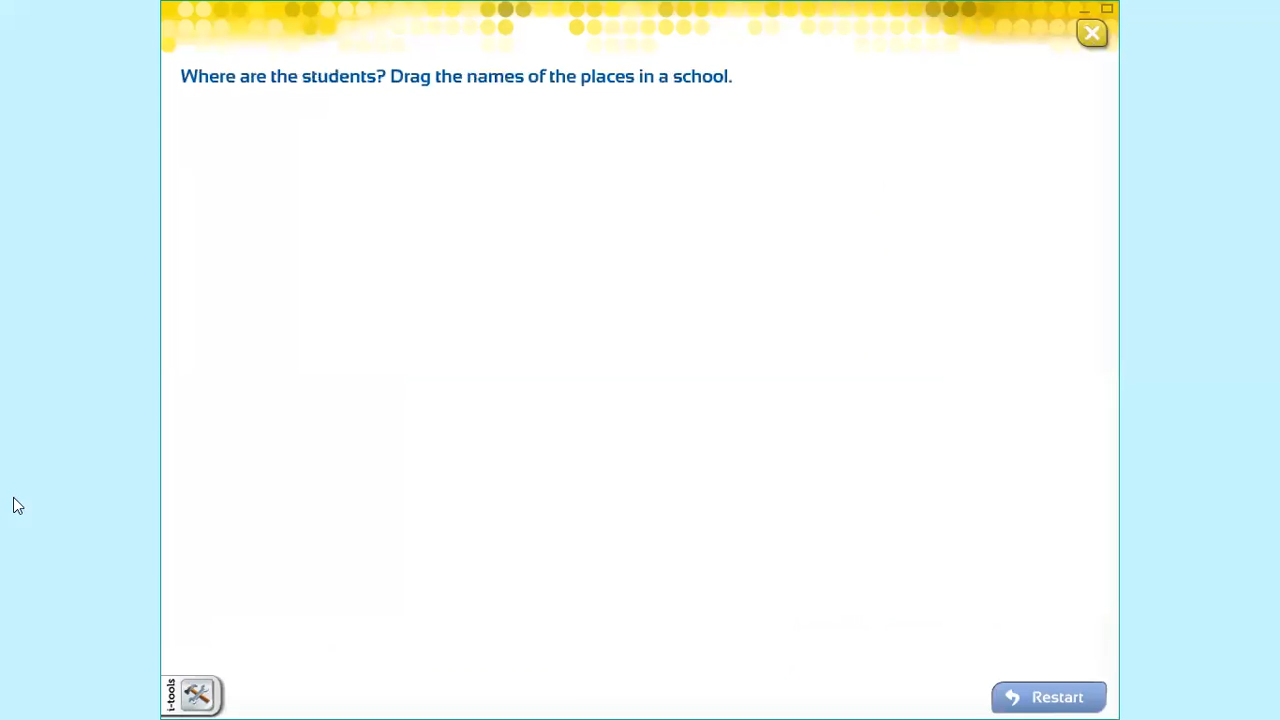 Where are the students? Drag the names of the places in a school.
i-tools
Restart